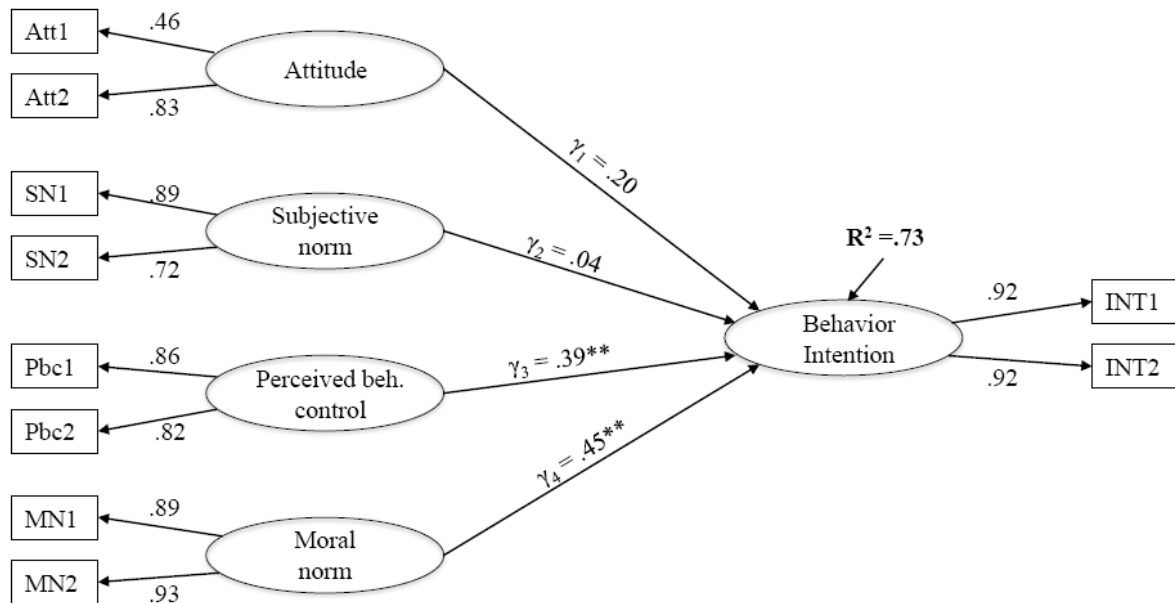 Att1
.46
Attitude
Att2
.83
γ1 = .20
SN1
.89
Subjective
norm
SN2
.72
γ2 = .04
R² =.73
.92
INT1
Behavior
Intention
INT2
.92
Pbc1
.86
Perceived beh.
control
γ3 = .39**
Pbc2
.82
γ4 = .45**
MN1
.89
Moral
norm
MN2
.93